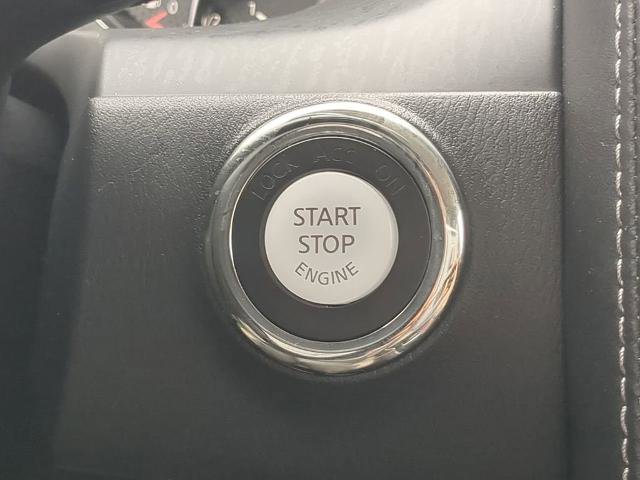 LOCK ACC ON
START
STOP
ENGINE